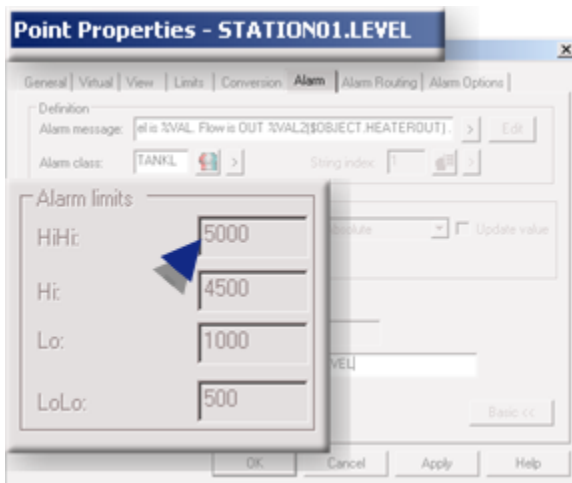 Point Properties - STATION01.LEVEL
General Virtual View Limits Conversion Alarm Alarm Routing Alarm Options
Definition
Alarm message: el is %VAL. Flow is OUT %VAL2($OBJECT.HEATEROUT) . > Edit
Alarm class: TANKL > String index: 1 >
Alarm limits
HiHi: 5000
Absolute Update value
Hi: 4500
Lo: 1000
VEL
LoLo: 500
Basic <<
OK Cancel Apply Help